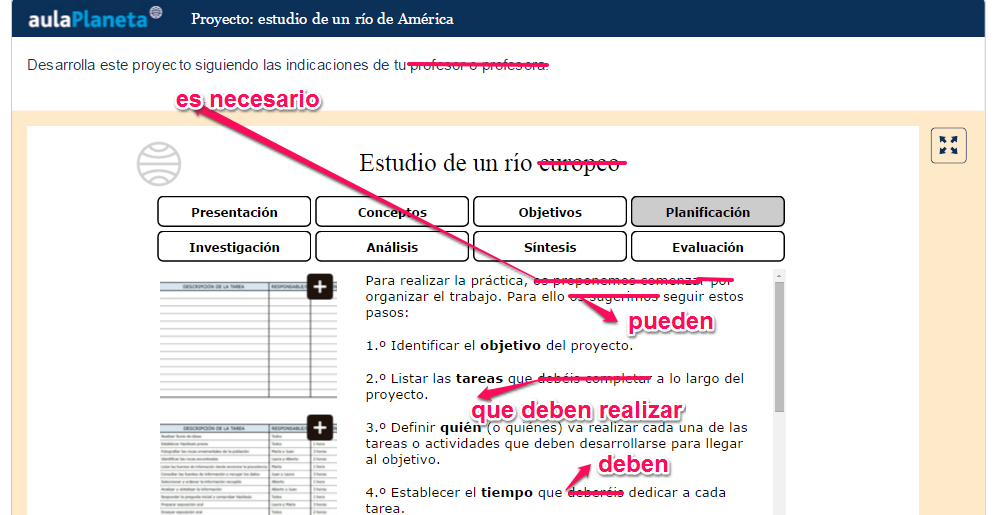 aulaPlaneta Proyecto: estudio de un río de América
Desarrolla este proyecto siguiendo las indicaciones de tu profesor o profesora.
es necesario
Estudio de un río europeo
Presentación Conceptos Objetivos Planificación
Investigación Análisis Síntesis Evaluación
DESCRIPCIÓN DE LA TAREA RESPONSABLE/S
Para realizar la práctica, os proponemos comenzar por
organizar el trabajo. Para ello os sugerimos seguir estos
pasos:
pueden
1.º Identificar el objetivo del proyecto.
2.º Listar las tareas que debéis completar a lo largo del
proyecto.
que deben realizar
3.º Definir quién (o quiénes) va realizar cada una de las
tareas o actividades que deben desarrollarse para llegar
al objetivo.
deben
4.º Establecer el tiempo que deberéis dedicar a cada
tarea.
DESCRIPCIÓN DE LA TAREA RESPONSABLE/S